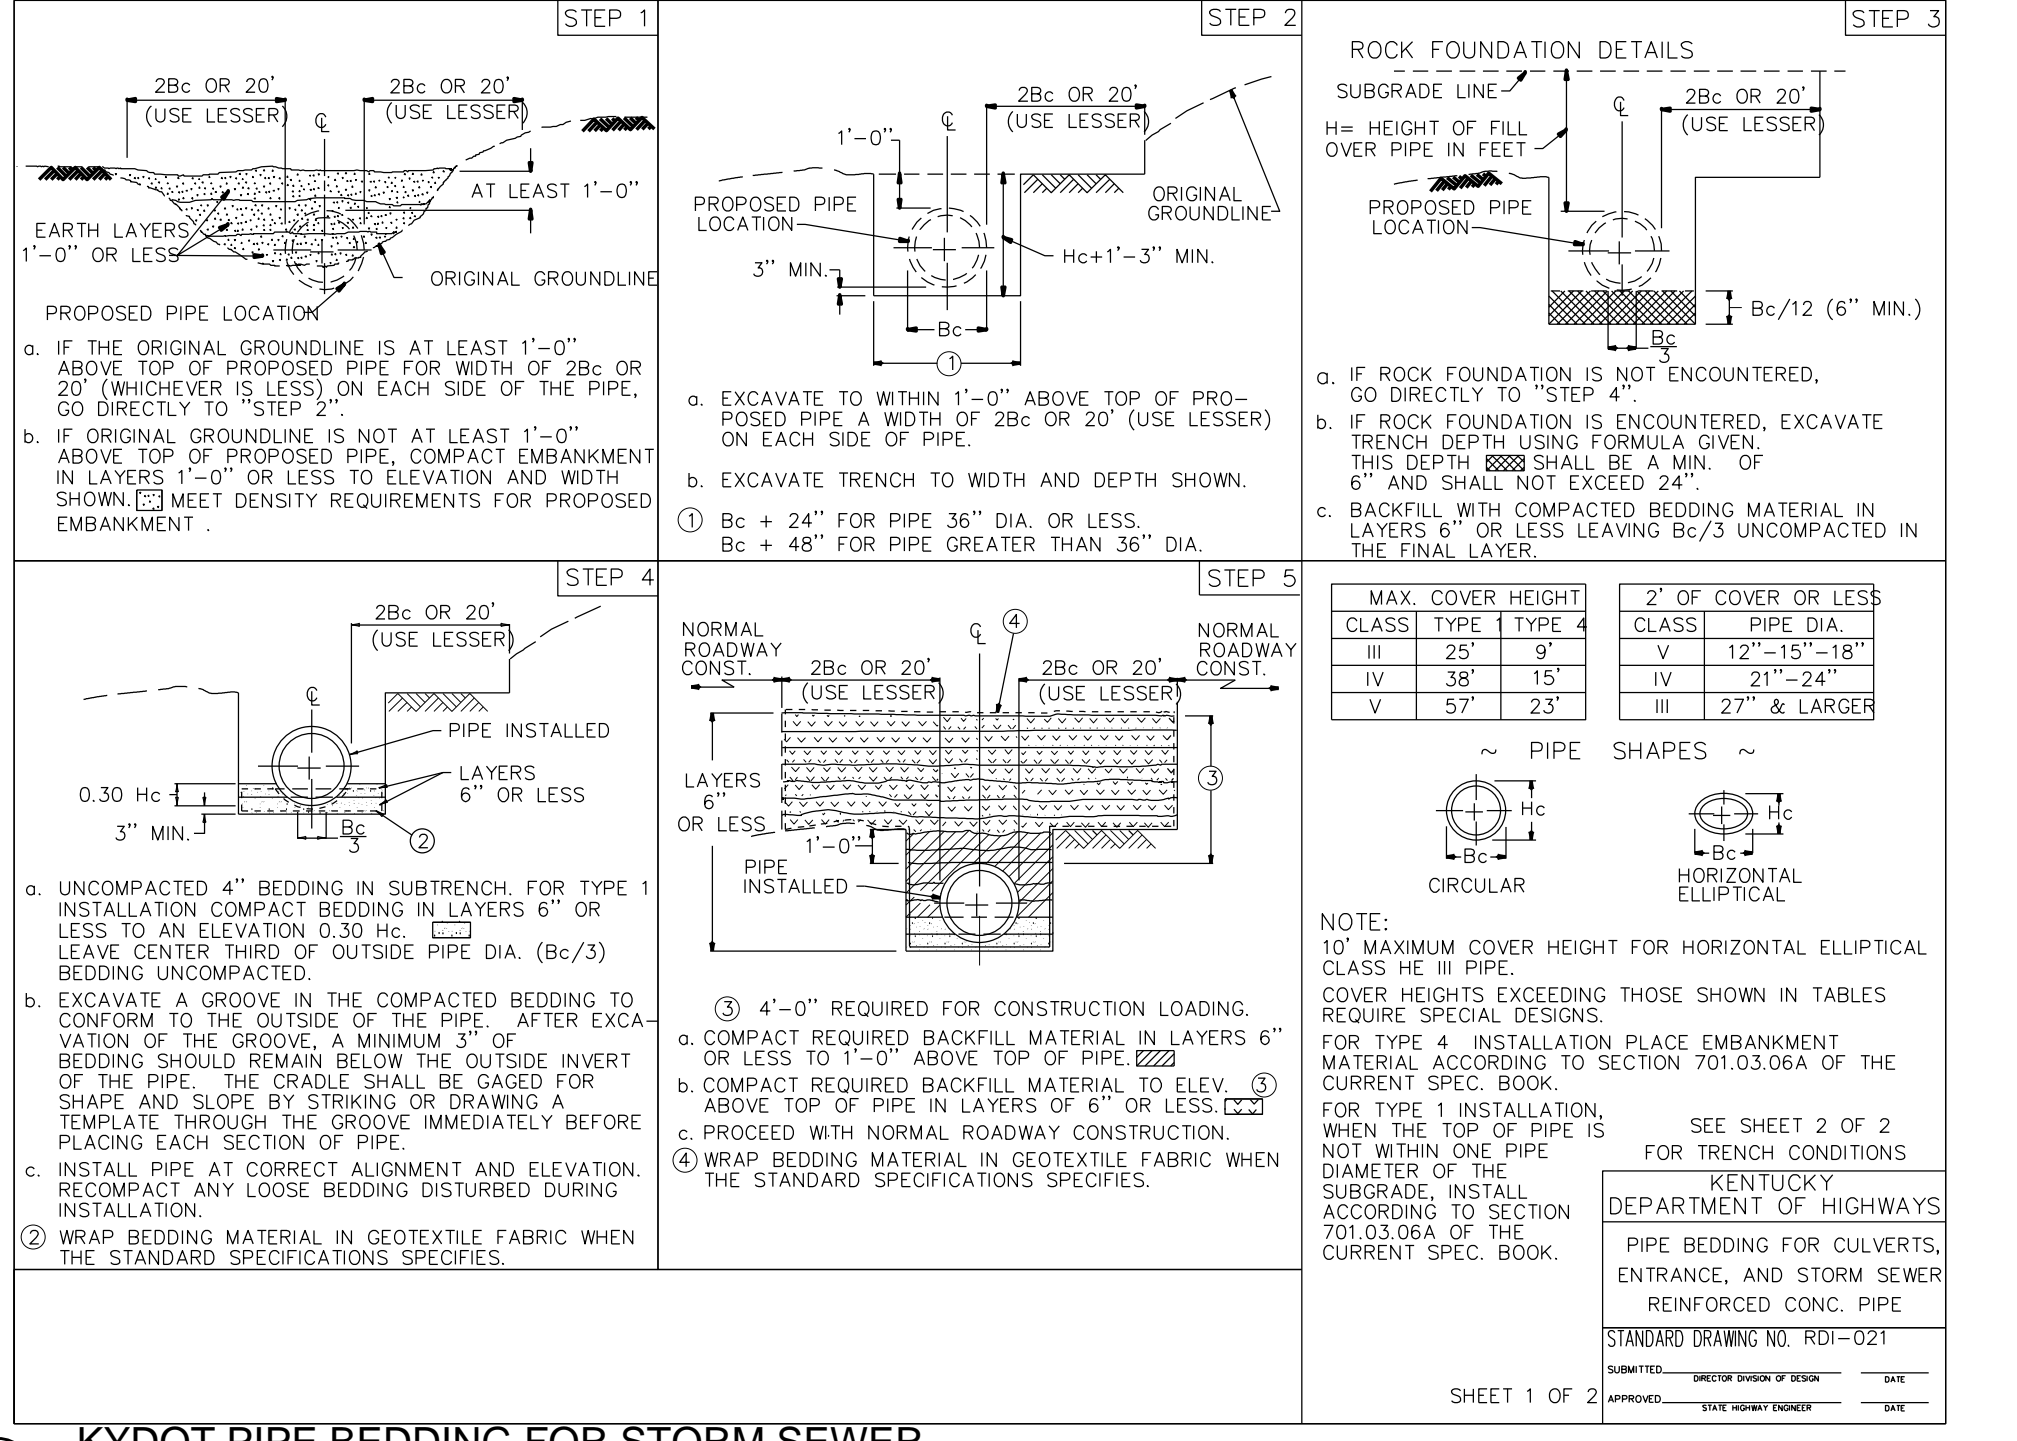 STEP 1
2Bc OR 20'
(USE LESSER)
℄
2Bc OR 20'
(USE LESSER)
AT LEAST 1'-0"
EARTH LAYERS
1'-0" OR LESS
ORIGINAL GROUNDLINE
PROPOSED PIPE LOCATION
a. IF THE ORIGINAL GROUNDLINE IS AT LEAST 1'-0"
ABOVE TOP OF PROPOSED PIPE FOR WIDTH OF 2Bc OR
20' (WHICHEVER IS LESS) ON EACH SIDE OF THE PIPE,
GO DIRECTLY TO "STEP 2".
b. IF ORIGINAL GROUNDLINE IS NOT AT LEAST 1'-0"
ABOVE TOP OF PROPOSED PIPE, COMPACT EMBANKMENT
IN LAYERS 1'-0" OR LESS TO ELEVATION AND WIDTH
SHOWN. MEET DENSITY REQUIREMENTS FOR PROPOSED
EMBANKMENT .
STEP 2
2Bc OR 20'
(USE LESSER)
℄
1'-0"
PROPOSED PIPE
LOCATION
ORIGINAL
GROUNDLINE
3" MIN.
Hc+1'-3" MIN.
Bc
1
a. EXCAVATE TO WITHIN 1'-0" ABOVE TOP OF PRO-
POSED PIPE A WIDTH OF 2Bc OR 20' (USE LESSER)
ON EACH SIDE OF PIPE.
b. EXCAVATE TRENCH TO WIDTH AND DEPTH SHOWN.
1 Bc + 24" FOR PIPE 36" DIA. OR LESS.
Bc + 48" FOR PIPE GREATER THAN 36" DIA.
STEP 3
ROCK FOUNDATION DETAILS
SUBGRADE LINE
℄
2Bc OR 20'
(USE LESSER)
H= HEIGHT OF FILL
OVER PIPE IN FEET
PROPOSED PIPE
LOCATION
Bc/12 (6" MIN.)
Bc
3
a. IF ROCK FOUNDATION IS NOT ENCOUNTERED,
GO DIRECTLY TO "STEP 4".
b. IF ROCK FOUNDATION IS ENCOUNTERED, EXCAVATE
TRENCH DEPTH USING FORMULA GIVEN.
THIS DEPTH SHALL BE A MIN. OF
6" AND SHALL NOT EXCEED 24".
c. BACKFILL WITH COMPACTED BEDDING MATERIAL IN
LAYERS 6" OR LESS LEAVING Bc/3 UNCOMPACTED IN
THE FINAL LAYER.
STEP 4
2Bc OR 20'
(USE LESSER)
℄
PIPE INSTALLED
LAYERS
6" OR LESS
0.30 Hc
3" MIN.
Bc
3
2
a. UNCOMPACTED 4" BEDDING IN SUBTRENCH. FOR TYPE 1
INSTALLATION COMPACT BEDDING IN LAYERS 6" OR
LESS TO AN ELEVATION 0.30 Hc.
LEAVE CENTER THIRD OF OUTSIDE PIPE DIA. (Bc/3)
BEDDING UNCOMPACTED.
b. EXCAVATE A GROOVE IN THE COMPACTED BEDDING TO
CONFORM TO THE OUTSIDE OF THE PIPE. AFTER EXCA-
VATION OF THE GROOVE, A MINIMUM 3" OF
BEDDING SHOULD REMAIN BELOW THE OUTSIDE INVERT
OF THE PIPE. THE CRADLE SHALL BE GAGED FOR
SHAPE AND SLOPE BY STRIKING OR DRAWING A
TEMPLATE THROUGH THE GROOVE IMMEDIATELY BEFORE
PLACING EACH SECTION OF PIPE.
c. INSTALL PIPE AT CORRECT ALIGNMENT AND ELEVATION.
RECOMPACT ANY LOOSE BEDDING DISTURBED DURING
INSTALLATION.
2 WRAP BEDDING MATERIAL IN GEOTEXTILE FABRIC WHEN
THE STANDARD SPECIFICATIONS SPECIFIES.
STEP 5
NORMAL
ROADWAY
CONST.
℄
4
NORMAL
ROADWAY
CONST.
2Bc OR 20'
(USE LESSER)
2Bc OR 20'
(USE LESSER)
LAYERS
6"
OR LESS
3
1'-0"
PIPE
INSTALLED
3 4'-0" REQUIRED FOR CONSTRUCTION LOADING.
a. COMPACT REQUIRED BACKFILL MATERIAL IN LAYERS 6"
OR LESS TO 1'-0" ABOVE TOP OF PIPE.
b. COMPACT REQUIRED BACKFILL MATERIAL TO ELEV. 3
ABOVE TOP OF PIPE IN LAYERS OF 6" OR LESS.
c. PROCEED WITH NORMAL ROADWAY CONSTRUCTION.
4 WRAP BEDDING MATERIAL IN GEOTEXTILE FABRIC WHEN
THE STANDARD SPECIFICATIONS SPECIFIES.
MAX. COVER HEIGHT
CLASS TYPE 1 TYPE 4
III 25' 9'
IV 38' 15'
V 57' 23'
2' OF COVER OR LESS
CLASS PIPE DIA.
V 12"-15"-18"
IV 21"-24"
III 27" & LARGER
~ PIPE SHAPES ~
Hc
Bc
CIRCULAR
Hc
Bc
HORIZONTAL
ELLIPTICAL
NOTE:
10' MAXIMUM COVER HEIGHT FOR HORIZONTAL ELLIPTICAL
CLASS HE III PIPE.
COVER HEIGHTS EXCEEDING THOSE SHOWN IN TABLES
REQUIRE SPECIAL DESIGNS.
FOR TYPE 4 INSTALLATION PLACE EMBANKMENT
MATERIAL ACCORDING TO SECTION 701.03.06A OF THE
CURRENT SPEC. BOOK.
FOR TYPE 1 INSTALLATION,
WHEN THE TOP OF PIPE IS
NOT WITHIN ONE PIPE
DIAMETER OF THE
SUBGRADE, INSTALL
ACCORDING TO SECTION
701.03.06A OF THE
CURRENT SPEC. BOOK.
SEE SHEET 2 OF 2
FOR TRENCH CONDITIONS
KENTUCKY
DEPARTMENT OF HIGHWAYS
PIPE BEDDING FOR CULVERTS,
ENTRANCE, AND STORM SEWER
REINFORCED CONC. PIPE
STANDARD DRAWING NO. RDI-021
SUBMITTED
DIRECTOR DIVISION OF DESIGN DATE
APPROVED
STATE HIGHWAY ENGINEER DATE
SHEET 1 OF 2
KYDOT PIPE BEDDING FOR STORM SEWER